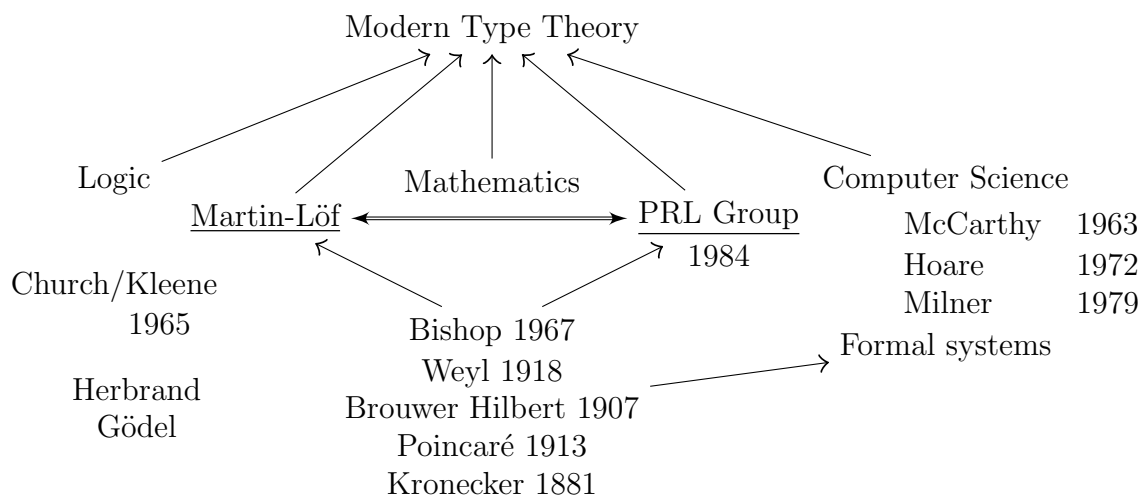 Modern Type Theory
Logic
Mathematics
Computer Science
Martin-Löf
PRL Group
1984
McCarthy 1963
Hoare 1972
Milner 1979
Formal systems
Church/Kleene
1965
Herbrand
Gödel
Bishop 1967
Weyl 1918
Brouwer Hilbert 1907
Poincaré 1913
Kronecker 1881